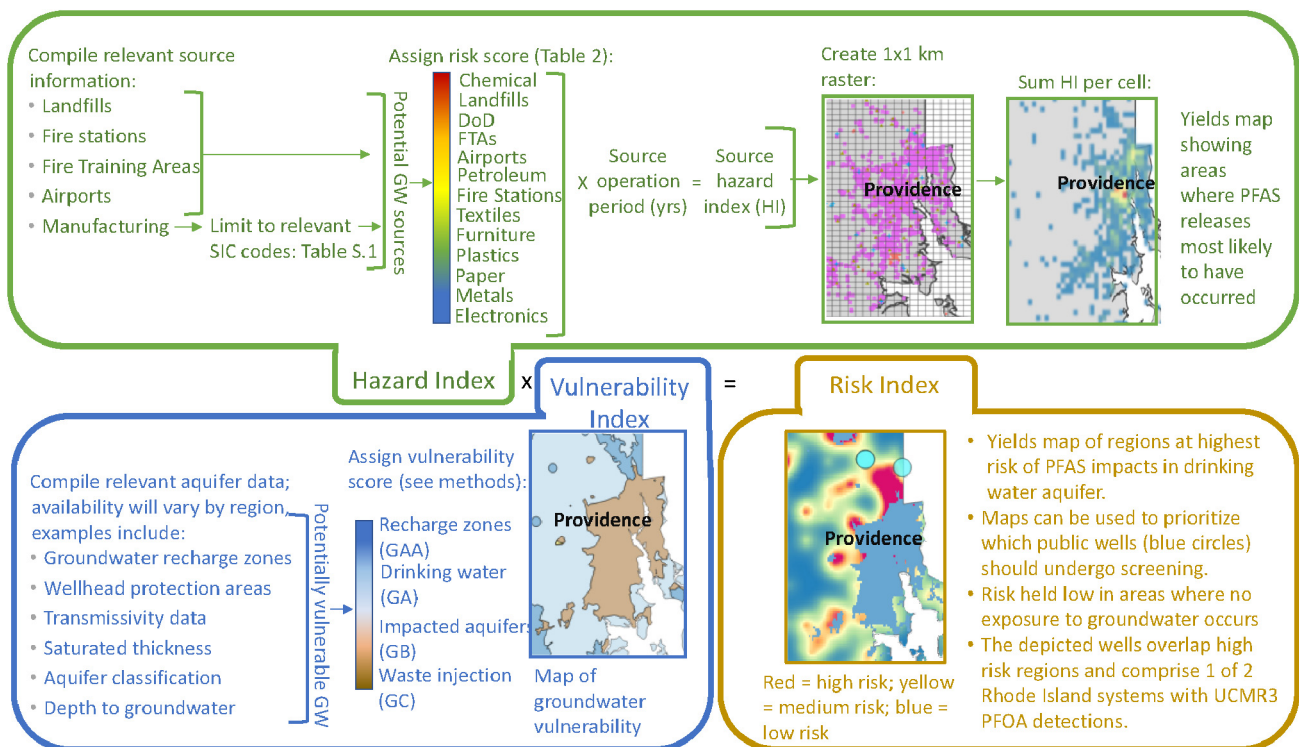 Compile relevant source
information:
• Landfills
• Fire stations
• Fire Training Areas
• Airports
• Manufacturing
Limit to relevant
SIC codes: Table S.1
Potential GW sources
Assign risk score (Table 2):
Chemical
Landfills
DoD
FTAs
Airports
Petroleum
Fire Stations
Textiles
Furniture
Plastics
Paper
Metals
Electronics
X
Source
operation
period (yrs)
=
Source
hazard
index (HI)
Create 1x1 km
raster:
Providence
Sum HI per cell:
Providence
Yields map
showing
areas
where PFAS
releases
most likely
to have
occurred
Hazard Index
x
Vulnerability
Index
=
Risk Index
Compile relevant aquifer data;
availability will vary by region,
examples include:
• Groundwater recharge zones
• Wellhead protection areas
• Transmissivity data
• Saturated thickness
• Aquifer classification
• Depth to groundwater
Potentially vulnerable GW
Assign vulnerability
score (see methods):
Recharge zones
(GAA)
Drinking water
(GA)
Impacted aquifers
(GB)
Waste injection
(GC)
Providence
Map of
groundwater
vulnerability
Providence
Red = high risk; yellow
= medium risk; blue =
low risk
• Yields map of regions at highest
risk of PFAS impacts in drinking
water aquifer.
• Maps can be used to prioritize
which public wells (blue circles)
should undergo screening.
• Risk held low in areas where no
exposure to groundwater occurs
• The depicted wells overlap high
risk regions and comprise 1 of 2
Rhode Island systems with UCMR3
PFOA detections.